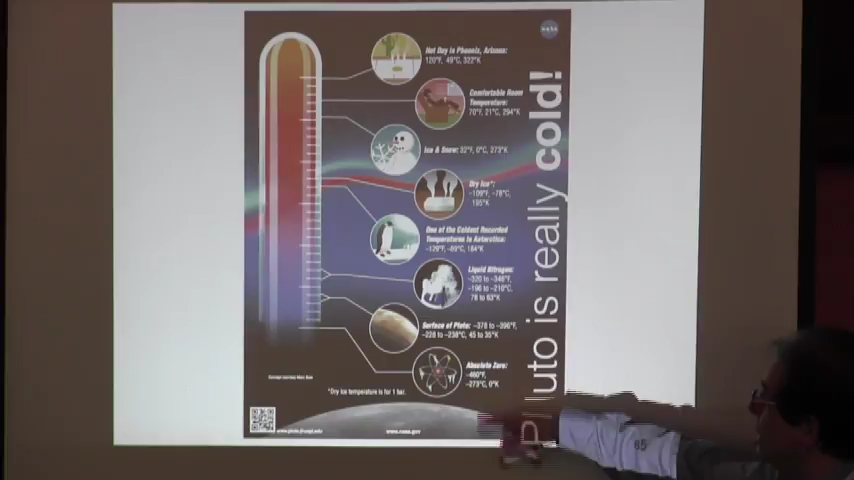 NASA
Hot Day in Phoenix, Arizona:
120°F, 49°C, 322°K
Comfortable Room
Temperature:
70°F, 21°C, 294°K
Ice & Snow: 32°F, 0°C, 273°K
Dry Ice*:
-109°F, -78°C,
195°K
One of the Coldest Recorded
Temperatures in Antarctica:
-129°F, -89°C, 184°K
Liquid Nitrogen:
-320 to -346°F,
-196 to -210°C,
78 to 63°K
Surface of Pluto: -378 to -396°F,
-228 to -238°C, 45 to 35°K
Absolute Zero:
-460°F,
-273°C, 0°K
*Dry ice temperature is for 1 bar.
www.nasa.gov
Pluto is really cold!
65